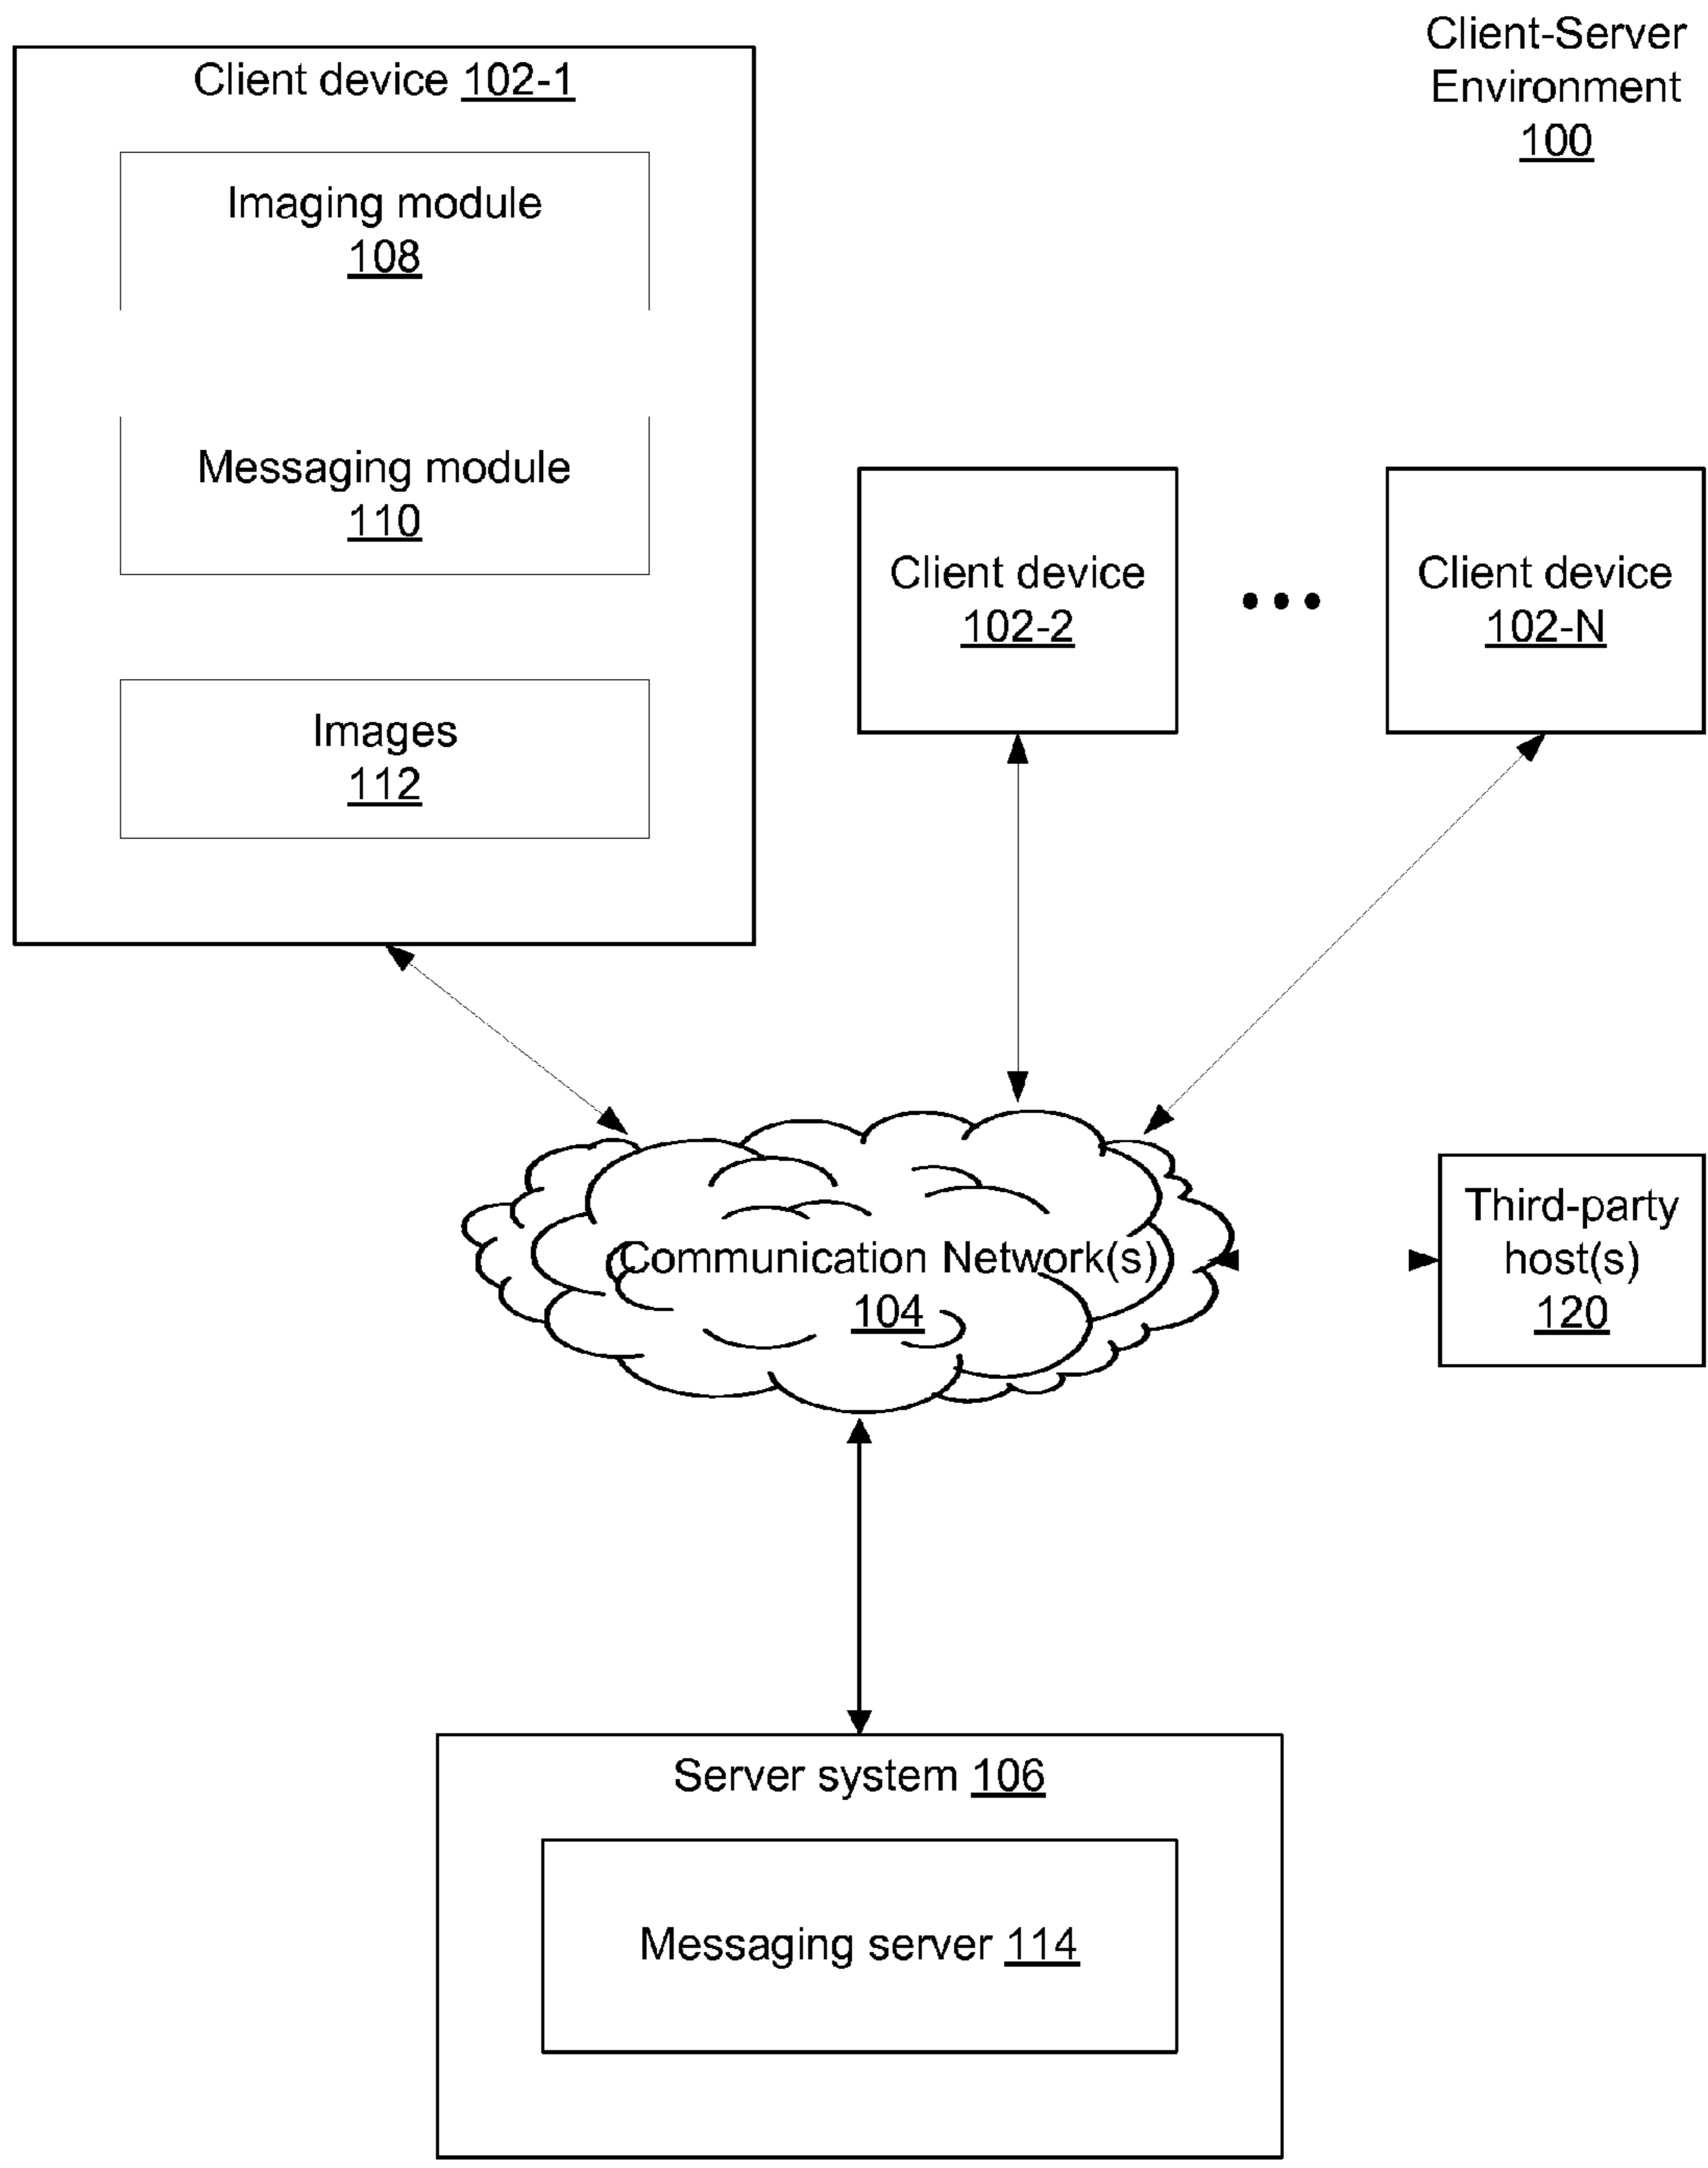 Client-Server
Environment
100
Client device 102-1
Imaging module
108
Messaging module
110
Images
112
Client device
102-2
Client device
102-N
Communication Network(s)
104
Third-party
host(s)
120
Server system 106
Messaging server 114